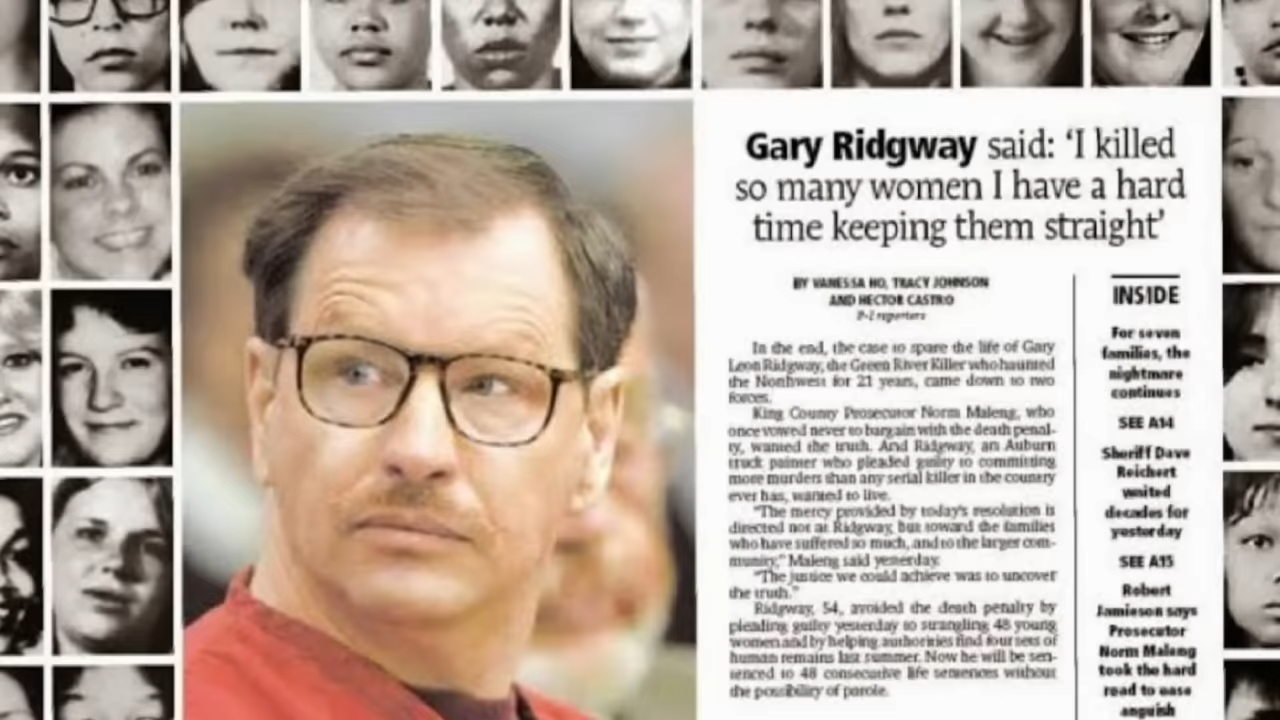 Gary Ridgway said: ‘I killed
so many women I have a hard
time keeping them straight’
BY VANESSA HO, TRACY JOHNSON
AND HECTOR CASTRO
P-I reporters
In the end, the case to spare the life of Gary
Leon Ridgway, the Green River Killer who haunted
the Northwest for 21 years, came down to two
forces.
King County Prosecutor Norm Maleng, who
once vowed never to bargain with the death penal-
ty, wanted the truth. And Ridgway, an Auburn
truck painter who pleaded guilty to committing
more murders than any serial killer in the country
ever has, wanted to live.
“The mercy provided by today’s resolution is
directed not at Ridgway, but toward the families
who have suffered so much, and to the larger com-
munity,” Maleng said yesterday.
“The justice we could achieve was to uncover
the truth.”
Ridgway, 54, avoided the death penalty by
pleading guilty yesterday to strangling 48 young
women and by helping authorities find four sets of
human remains last summer. Now he will be sen-
tenced to 48 consecutive life sentences without
the possibility of parole.
INSIDE
For seven
families, the
nightmare
continues
SEE A14
Sheriff Dave
Reichert
waited
decades for
yesterday
SEE A15
Robert
Jamieson says
Prosecutor
Norm Maleng
took the hard
road to ease
anguish